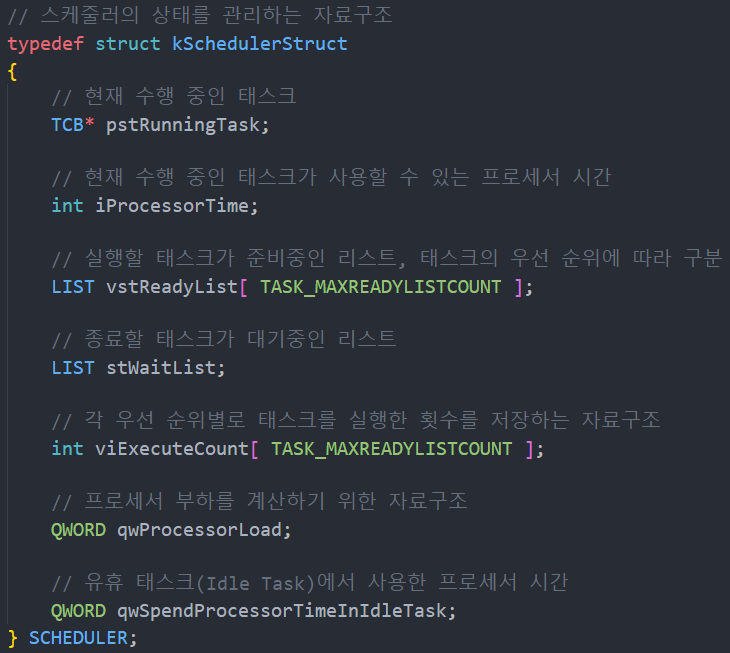 // 스케줄러의 상태를 관리하는 자료구조
typedef struct kSchedulerStruct
{
    // 현재 수행 중인 태스크
    TCB* pstRunningTask;

    // 현재 수행 중인 태스크가 사용할 수 있는 프로세서 시간
    int iProcessorTime;

    // 실행할 태스크가 준비중인 리스트, 태스크의 우선 순위에 따라 구분
    LIST vstReadyList[ TASK_MAXREADYLISTCOUNT ];

    // 종료할 태스크가 대기중인 리스트
    LIST stWaitList;

    // 각 우선 순위별로 태스크를 실행한 횟수를 저장하는 자료구조
    int viExecuteCount[ TASK_MAXREADYLISTCOUNT ];

    // 프로세서 부하를 계산하기 위한 자료구조
    QWORD qwProcessorLoad;

    // 유휴 태스크(Idle Task)에서 사용한 프로세서 시간
    QWORD qwSpendProcessorTimeInIdleTask;
} SCHEDULER;